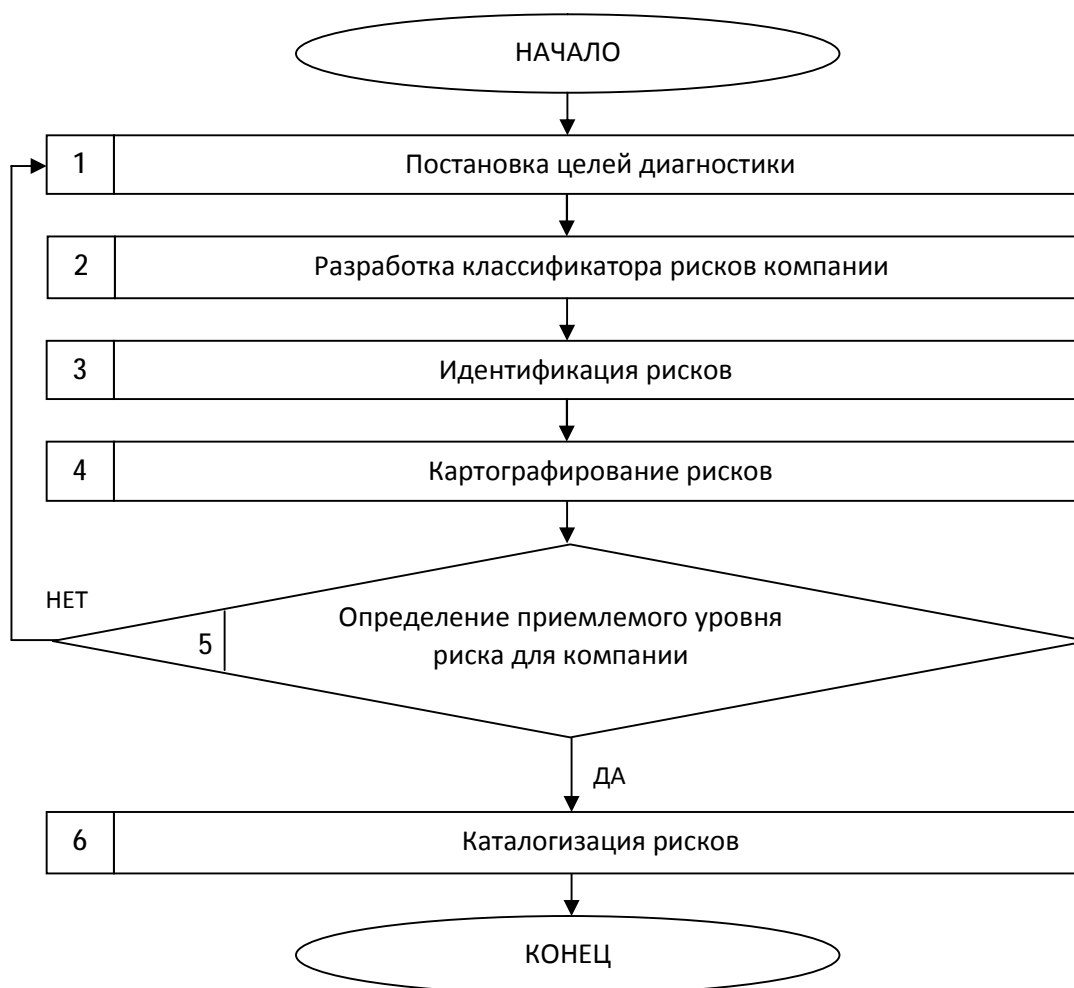 НАЧАЛО
1 Постановка целей диагностики
2 Разработка классификатора рисков компании
3 Идентификация рисков
4 Картографирование рисков
НЕТ
5 Определение приемлемого уровня
риска для компании
ДА
6 Каталогизация рисков
КОНЕЦ